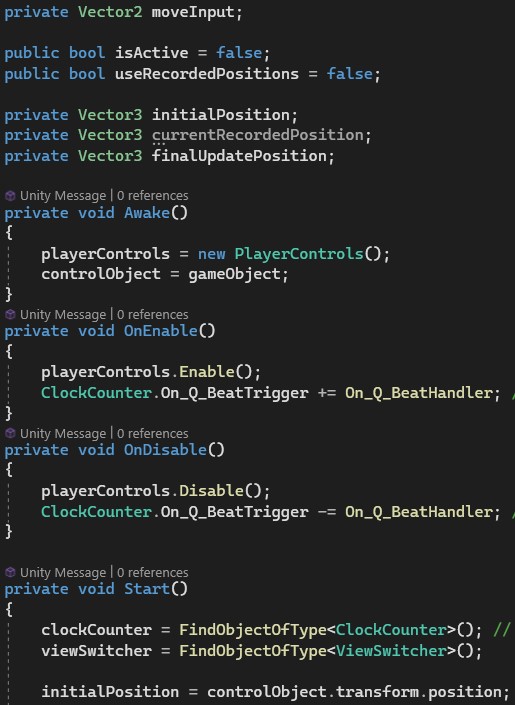 private Vector2 moveInput;
public bool isActive = false;
public bool useRecordedPositions = false;
private Vector3 initialPosition;
private Vector3 currentRecordedPosition;
private Vector3 finalUpdatePosition;
Unity Message | 0 references
private void Awake()
{
    playerControls = new PlayerControls();
    controlObject = gameObject;
}
Unity Message | 0 references
private void OnEnable()
{
    playerControls.Enable();
    ClockCounter.On_Q_BeatTrigger += On_Q_BeatHandler; /
}
Unity Message | 0 references
private void OnDisable()
{
    playerControls.Disable();
    ClockCounter.On_Q_BeatTrigger -= On_Q_BeatHandler; /
}
Unity Message | 0 references
private void Start()
{
    clockCounter = FindObjectOfType<ClockCounter>(); //
    viewSwitcher = FindObjectOfType<ViewSwitcher>();
    initialPosition = controlObject.transform.position;